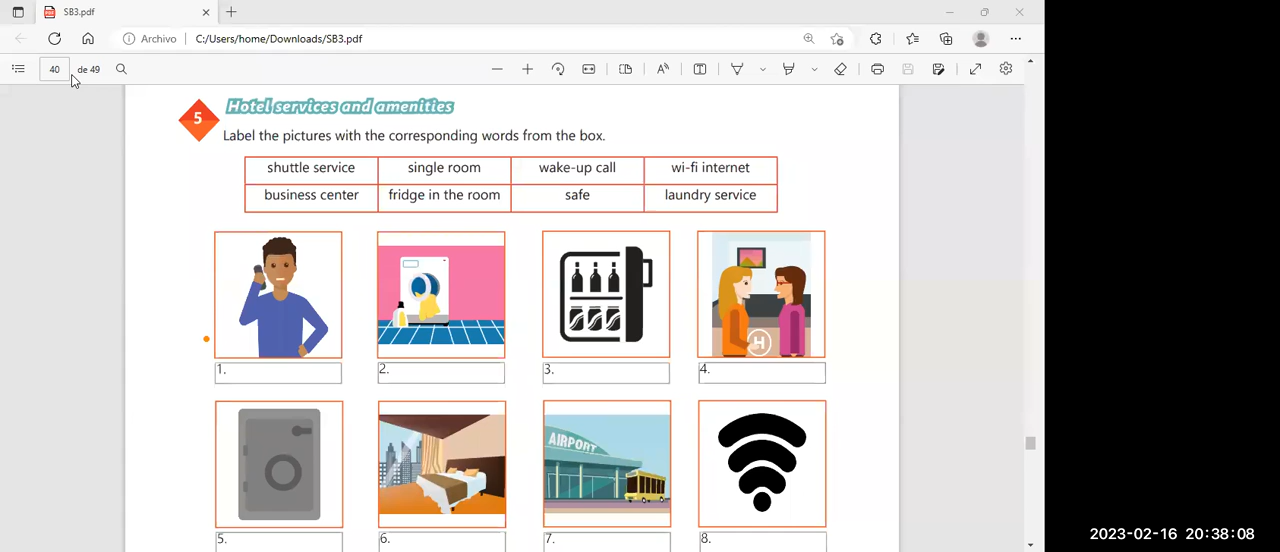 SB3.pdf
Archivo
C:/Users/home/Downloads/SB3.pdf
40
de 49
5
Hotel services and amenities
Label the pictures with the corresponding words from the box.
shuttle service single room wake-up call wi-fi internet
business center fridge in the room safe laundry service
H
1. 2. 3. 4.
AIRPORT
5. 6. 7. 8.
2023-02-16 20:38:08